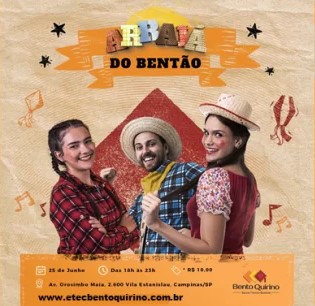 ARRAIÁ
DO BENTÃO
25 de Junho
Das 16h às 22h
* R$ 10,00
Av. Orosimbo Maia, 2.600 Vila Estanislau, Campinas/SP
Bento Quirino
www.etecbentoquirino.com.br